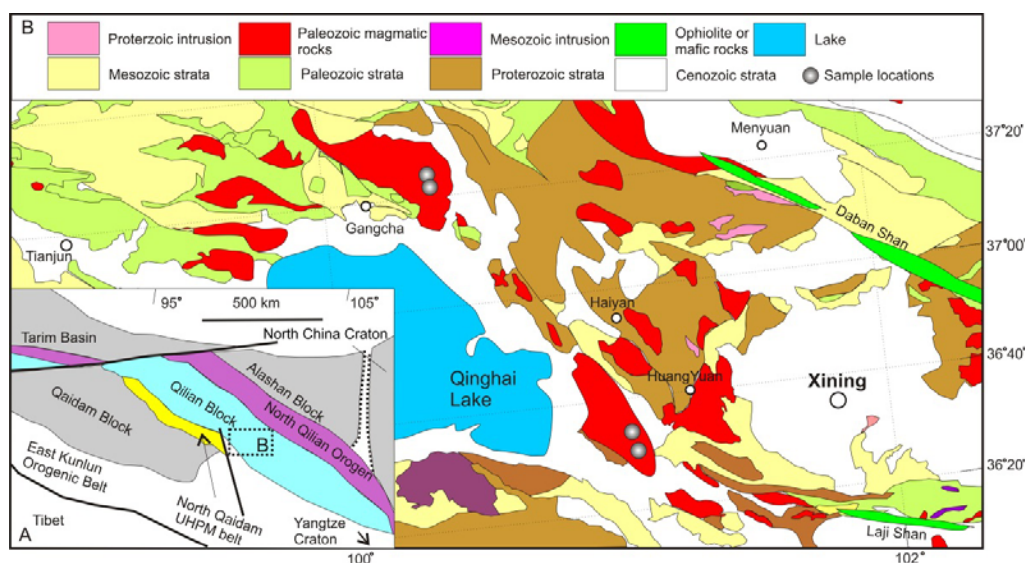 B
Proterzoic intrusion
Paleozoic magmatic
rocks
Mesozoic intrusion
Ophiolite or
mafic rocks
Lake
Mesozoic strata
Paleozoic strata
Proterozoic strata
Cenozoic strata
Sample locations
Menyuan
37°20'
Gangcha
Daban Shan
Tianjun
37°00'
Haiyan
36°40'
HuangYuan
Xining
Qinghai
Lake
36°20'
Laji Shan
100°
102°
95°
500 km
105°
North China Craton
Tarim Basin
Alashan Block
Qaidam Block
Qilian Block
North Qilian Orogen
B
East Kunlun
Orogenic Belt
North Qaidam
UHPM belt
Tibet
Yangtze
Craton
A